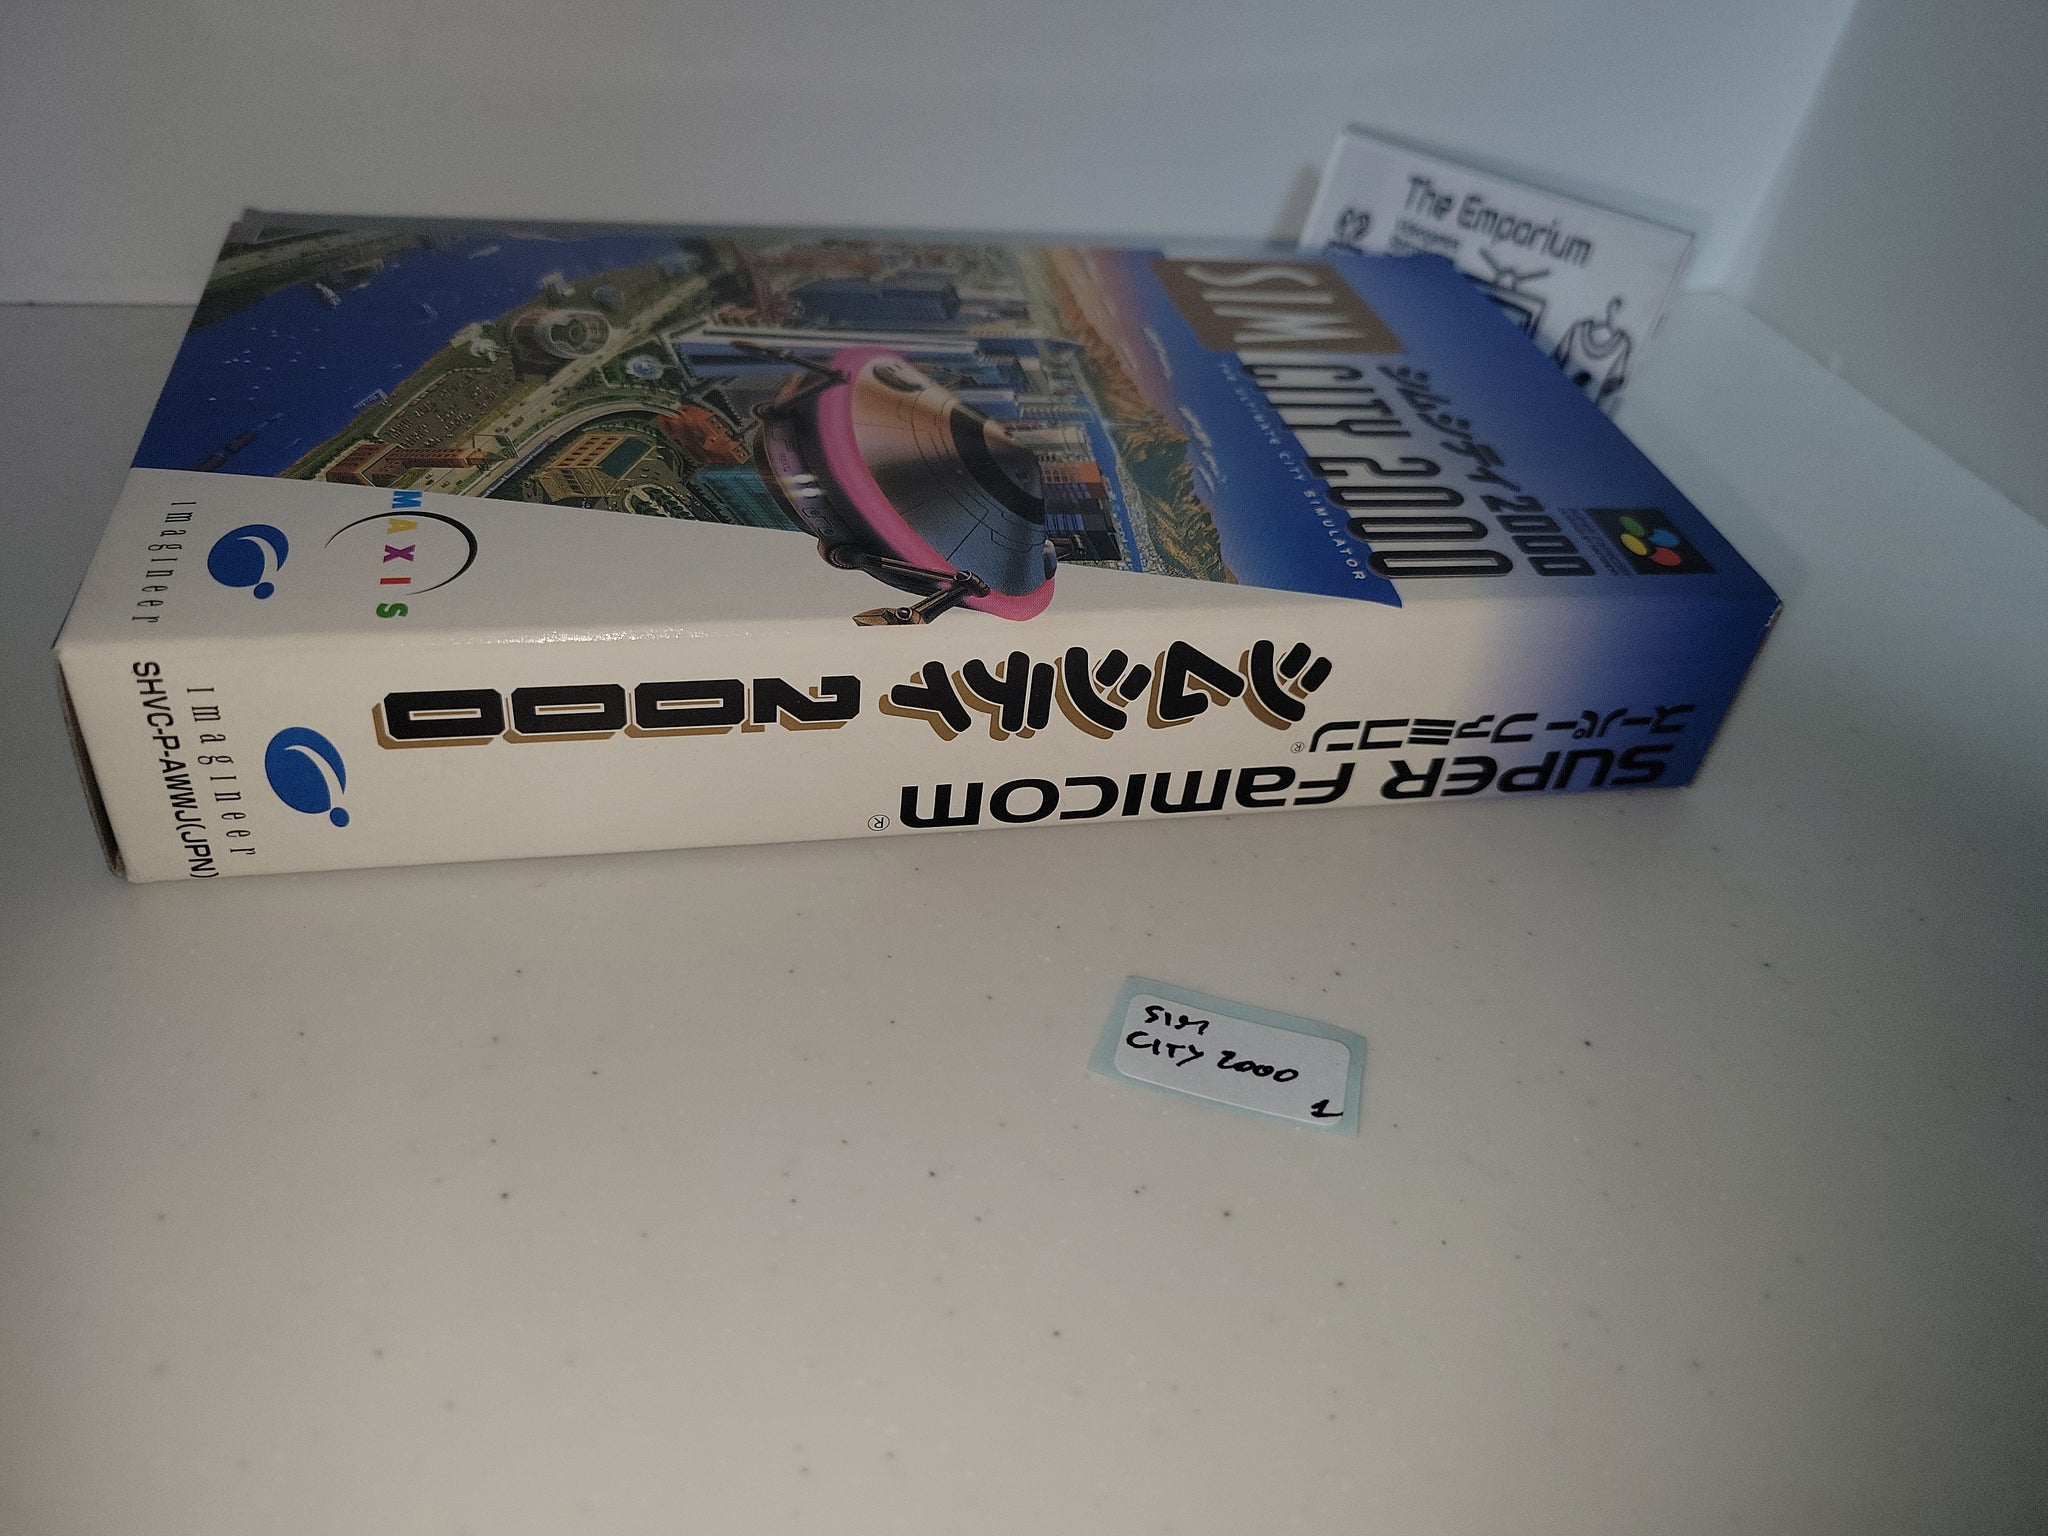 The Emporium
SIM
CITY 2000
THE ULTIMATE CITY SIMULATOR
シムシティ2000
MAXIS
Imagineer
スーパーファミコン®
SUPER FAMICOM®
シムシティ2000
Imagineer
SHVC-P-AWWJ(JPN)
SIM
CITY 2000
1